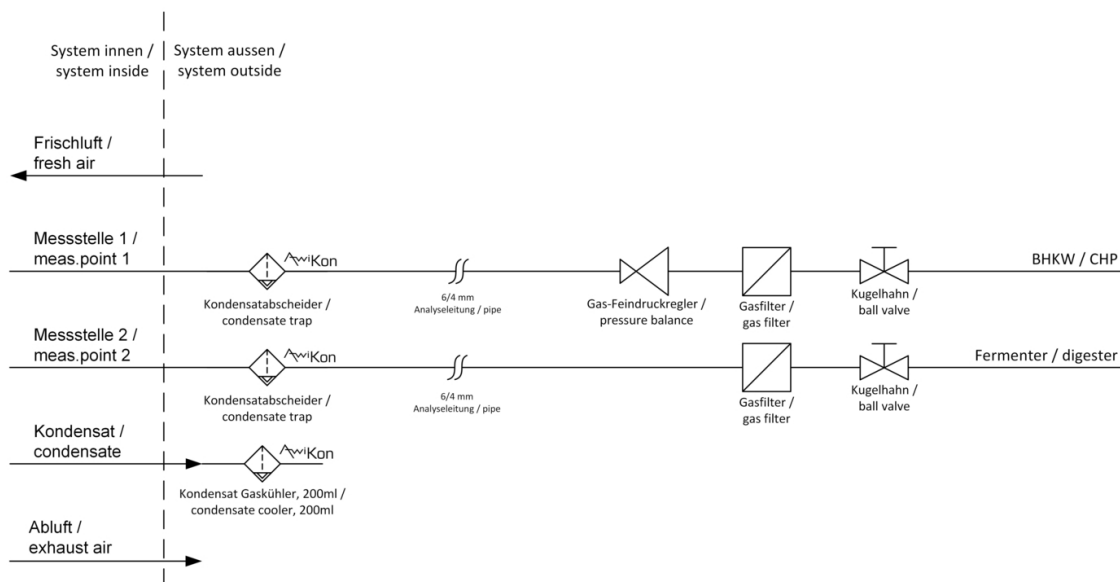 System innen /
system inside
System aussen /
system outside
Frischluft /
fresh air
Messstelle 1 /
meas.point 1
AwiKon
Kondensatabscheider /
condensate trap
6/4 mm
Analyseleitung / pipe
Gas-Feindruckregler /
pressure balance
Gasfilter /
gas filter
Kugelhahn /
ball valve
BHKW / CHP
Messstelle 2 /
meas.point 2
AwiKon
Kondensatabscheider /
condensate trap
6/4 mm
Analyseleitung / pipe
Gasfilter /
gas filter
Kugelhahn /
ball valve
Fermenter / digester
Kondensat /
condensate
AwiKon
Kondensat Gaskühler, 200ml /
condensate cooler, 200ml
Abluft /
exhaust air